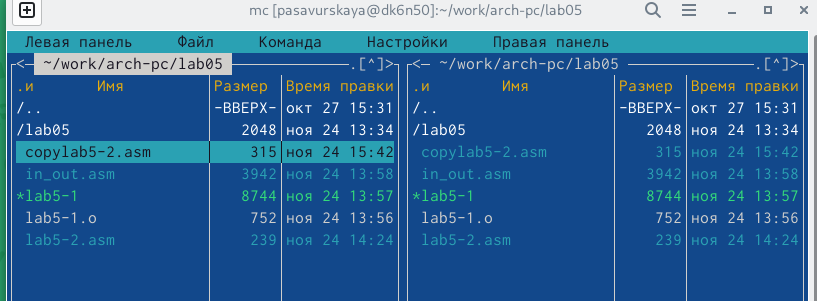 mc [pasavurskaya@dk6n50]:~/work/arch-pc/lab05
Левая панель Файл Команда Настройки Правая панель
<— ~/work/arch-pc/lab05 .[^]> <— ~/work/arch-pc/lab05 .[^]>
.и Имя Размер Время правки .и Имя Размер Время правки
/.. -ВВЕРХ- окт 27 15:31 /.. -ВВЕРХ- окт 27 15:31
/lab05 2048 ноя 24 13:34 /lab05 2048 ноя 24 13:34
copylab5-2.asm 315 ноя 24 15:42 copylab5-2.asm 315 ноя 24 15:42
in_out.asm 3942 ноя 24 13:58 in_out.asm 3942 ноя 24 13:58
*lab5-1 8744 ноя 24 13:57 *lab5-1 8744 ноя 24 13:57
lab5-1.o 752 ноя 24 13:56 lab5-1.o 752 ноя 24 13:56
lab5-2.asm 239 ноя 24 14:24 lab5-2.asm 239 ноя 24 14:24